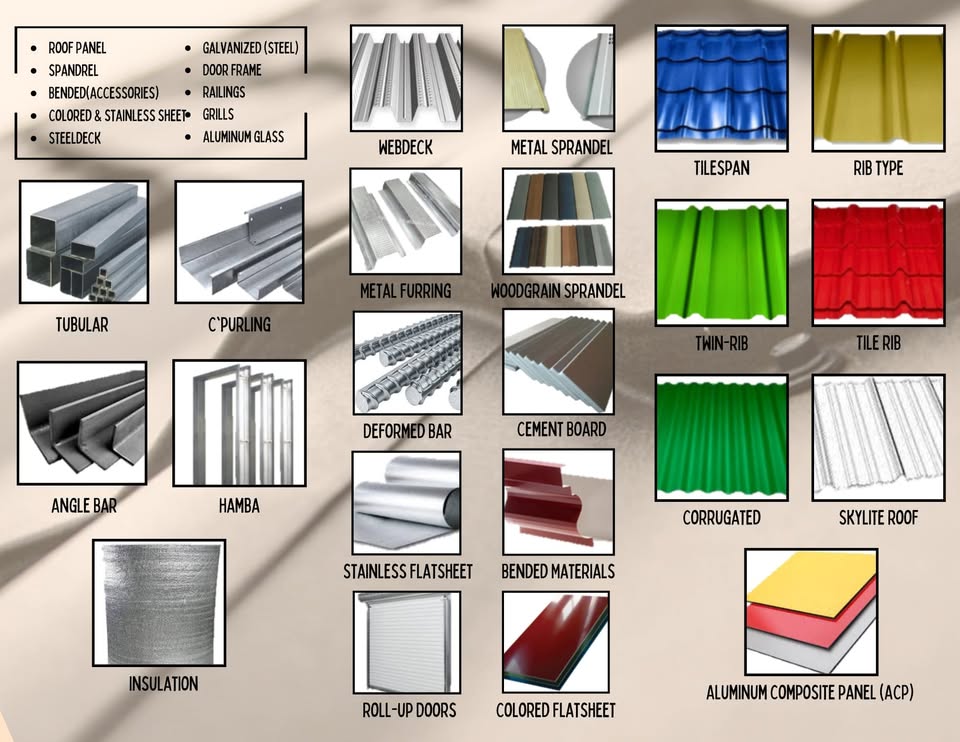 ROOF PANEL
SPANDREL
BENDED(ACCESSORIES)
COLORED & STAINLESS SHEET
STEELDECK
GALVANIZED (STEEL)
DOOR FRAME
RAILINGS
GRILLS
ALUMINUM GLASS
TUBULAR
C`PURLING
ANGLE BAR
HAMBA
INSULATION
WEBDECK
METAL SPRANDEL
METAL FURRING
WOODGRAIN SPRANDEL
DEFORMED BAR
CEMENT BOARD
STAINLESS FLATSHEET
BENDED MATERIALS
ROLL-UP DOORS
COLORED FLATSHEET
TILESPAN
RIB TYPE
TWIN-RIB
TILE RIB
CORRUGATED
SKYLITE ROOF
ALUMINUM COMPOSITE PANEL (ACP)